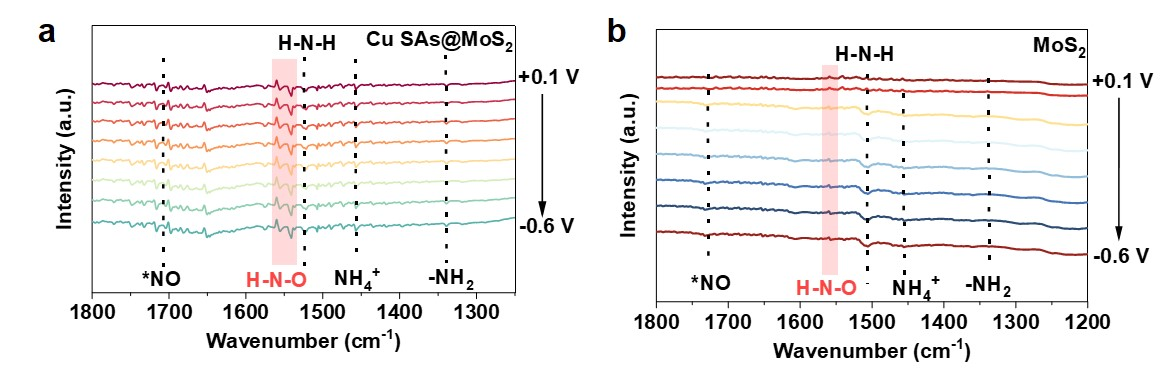 a
H-N-H
Cu SAs@MoS₂
+0.1 V
-0.6 V
*NO
H-N-O
NH₄⁺
-NH₂
Intensity (a.u.)
1800 1700 1600 1500 1400 1300
Wavenumber (cm⁻¹)
b
MoS₂
H-N-H
+0.1 V
-0.6 V
*NO
H-N-O
NH₄⁺
-NH₂
Intensity (a.u.)
1800 1700 1600 1500 1400 1300 1200
Wavenumber (cm⁻¹)